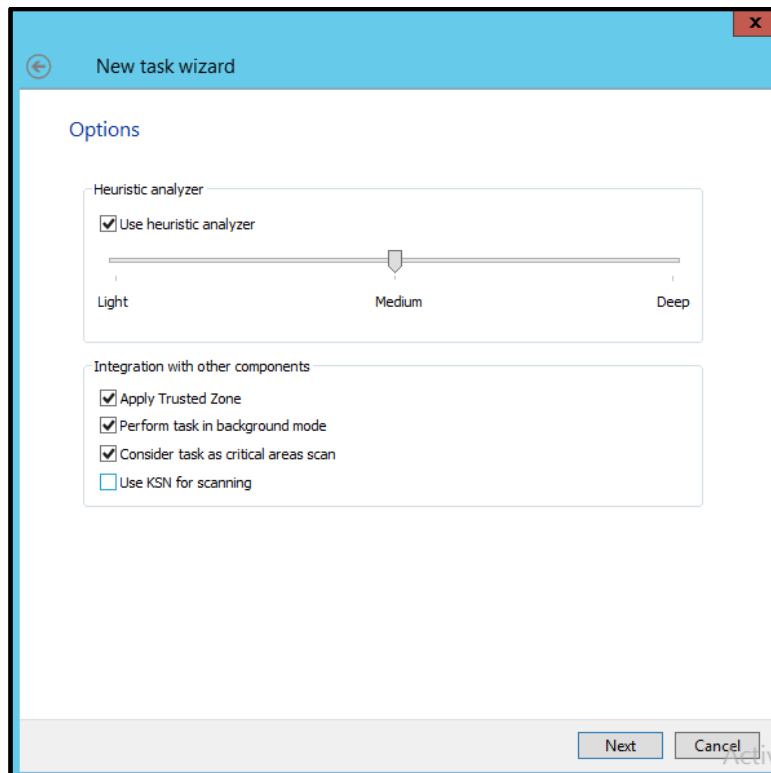 x
New task wizard
Options
Heuristic analyzer
Use heuristic analyzer
Light Medium Deep
Integration with other components
Apply Trusted Zone
Perform task in background mode
Consider task as critical areas scan
Use KSN for scanning
Next Cancel